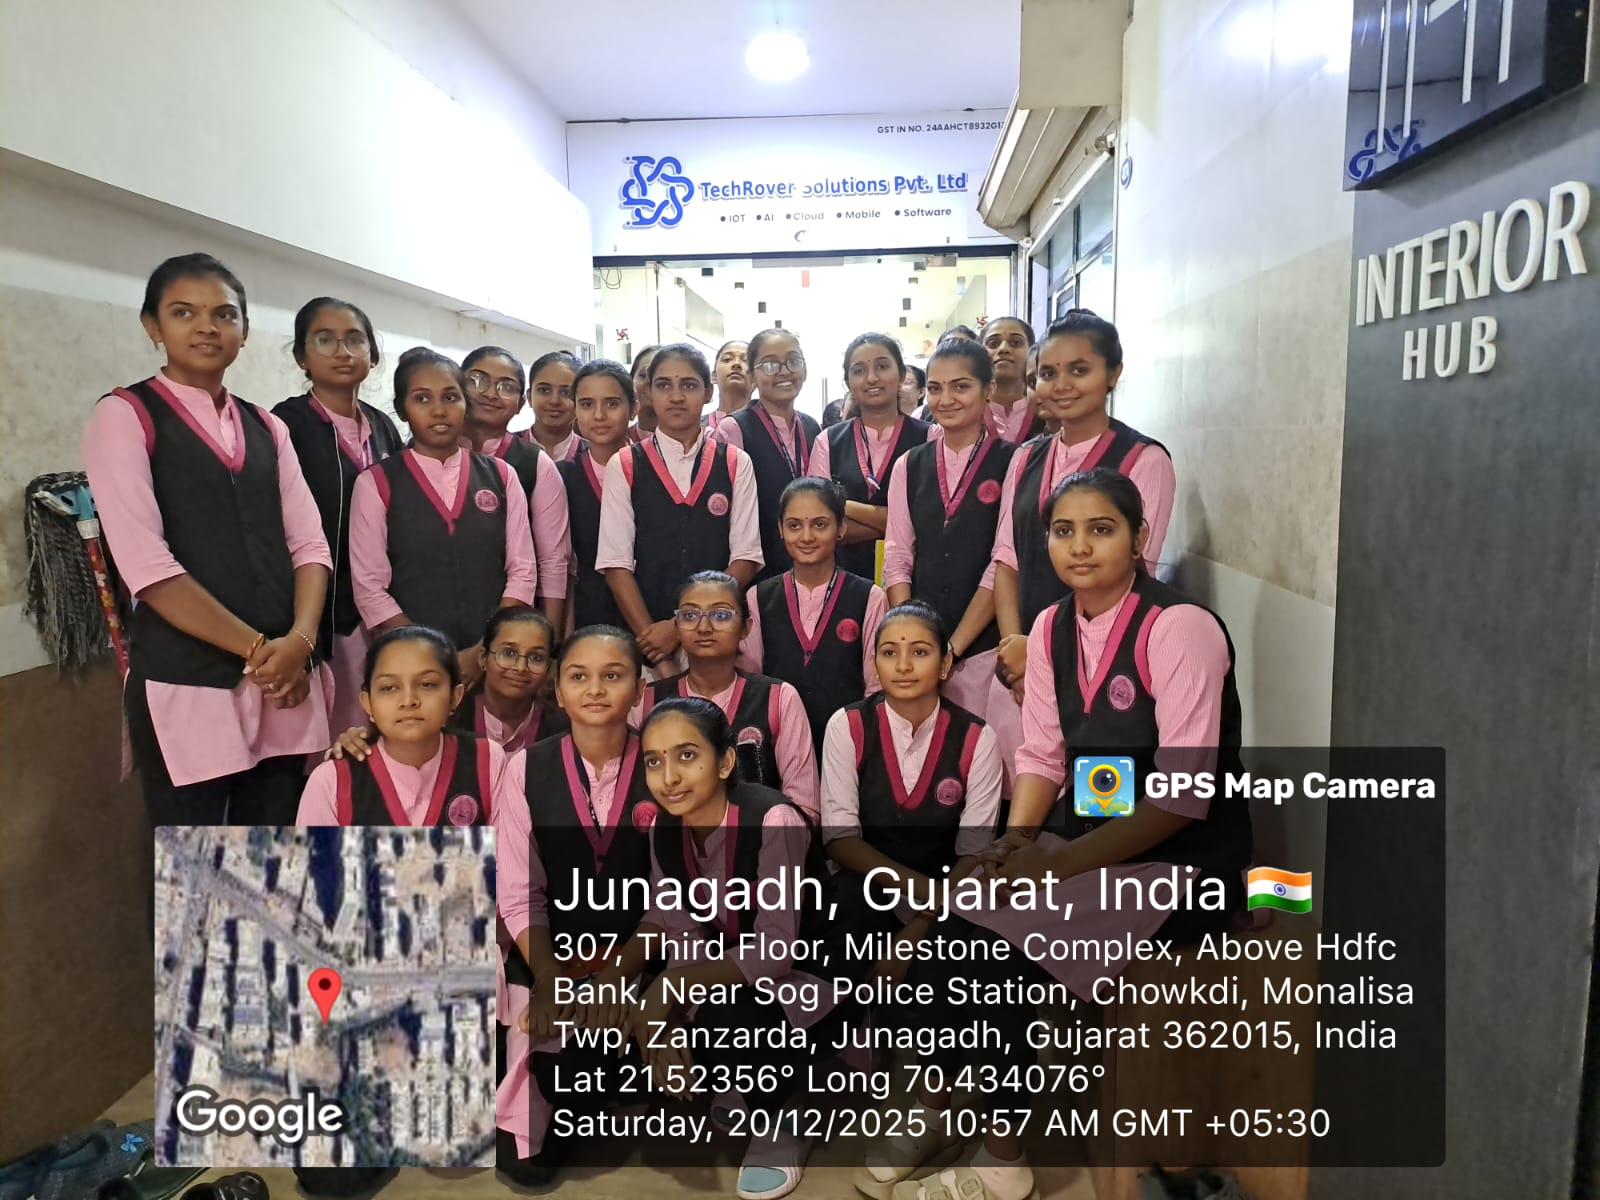 GST IN NO. 24AAHCT8932G1
TechRover Solutions Pvt. Ltd
• IOT • AI • Cloud • Mobile • Software
INTERIOR
HUB
GPS Map Camera
Junagadh, Gujarat, India
307, Third Floor, Milestone Complex, Above Hdfc
Bank, Near Sog Police Station, Chowkdi, Monalisa
Twp, Zanzarda, Junagadh, Gujarat 362015, India
Lat 21.52356° Long 70.434076°
Saturday, 20/12/2025 10:57 AM GMT +05:30
Google